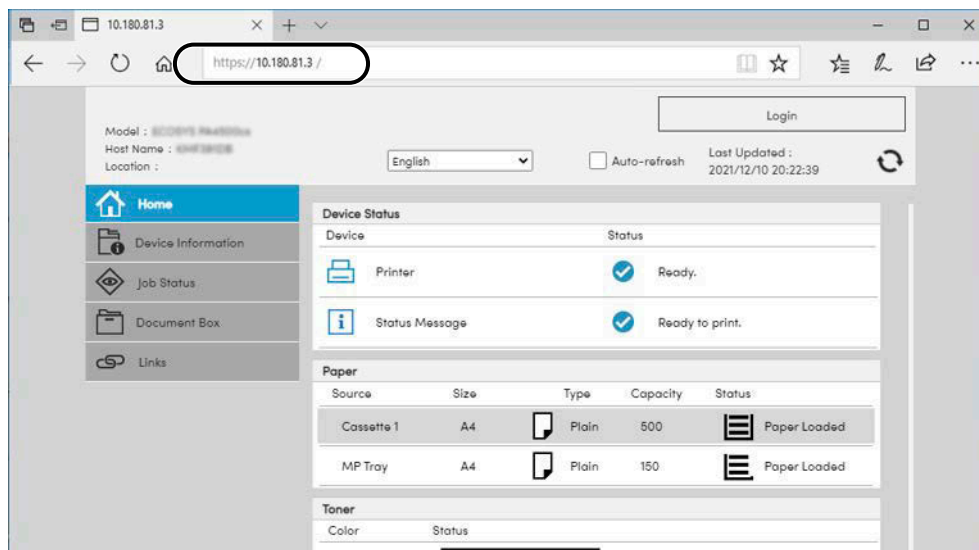 10.180.81.3
https://10.180.81.3 /
Login
Model :
Host Name :
Location :
English
Auto-refresh
Last Updated :
2021/12/10 20:22:39
Home
Device Information
Job Status
Document Box
Links
Device Status
Device Status
Printer Ready.
Status Message Ready to print.
Paper
Source Size Type Capacity Status
Cassette 1 A4 Plain 500 Paper Loaded
MP Tray A4 Plain 150 Paper Loaded
Toner
Color Status